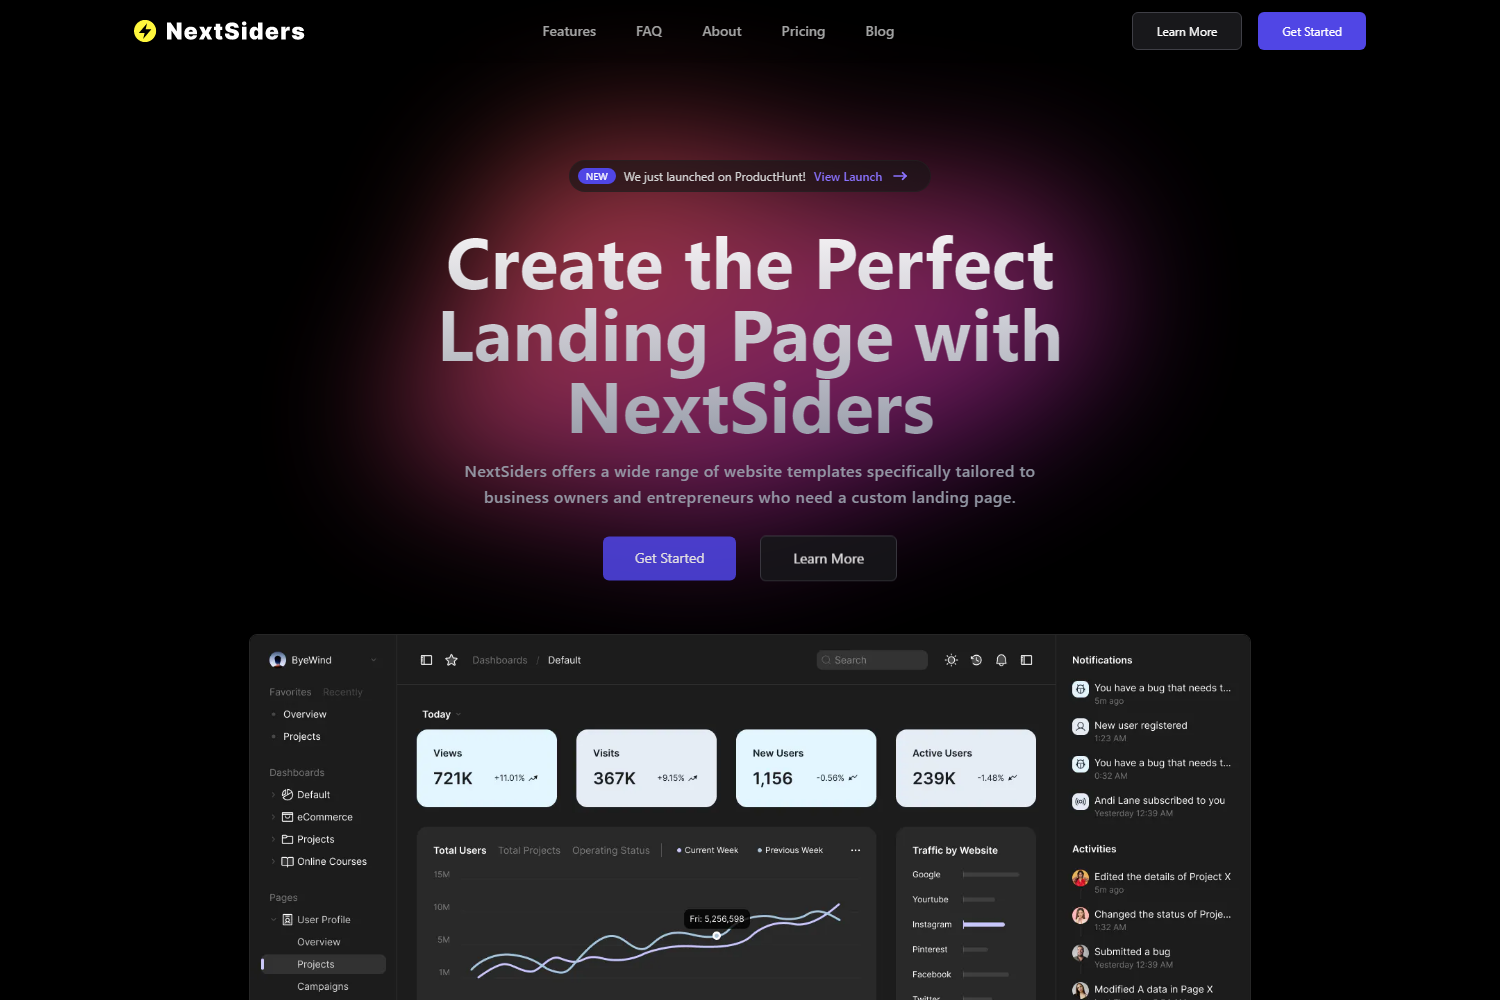 NextSiders
Features FAQ About Pricing Blog
Learn More Get Started
NEW We just launched on ProductHunt! View Launch
Create the Perfect
Landing Page with
NextSiders
NextSiders offers a wide range of website templates specifically tailored to
business owners and entrepreneurs who need a custom landing page.
Get Started Learn More
ByeWind
Favorites Recently
Overview
Projects
Dashboards
Default
eCommerce
Projects
Online Courses
Pages
User Profile
Overview
Projects
Campaigns
Dashboards / Default
Search
Today
Views
721K +11.01%
Visits
367K +9.15%
New Users
1,156 -0.56%
Active Users
239K -1.48%
Total Users Total Projects Operating Status Current Week Previous Week
15M
10M
5M
1M
Fri: 5,256,598
Traffic by Website
Google
Yourtube
Instagram
Pinterest
Facebook
Twitter
Notifications
You have a bug that needs t...
5m ago
New user registered
1:23 AM
You have a bug that needs t...
0:32 AM
Andi Lane subscribed to you
Yesterday 12:39 AM
Activities
Edited the details of Project X
5m ago
Changed the status of Proje...
1:32 AM
Submitted a bug
Yesterday 12:39 AM
Modified A data in Page X